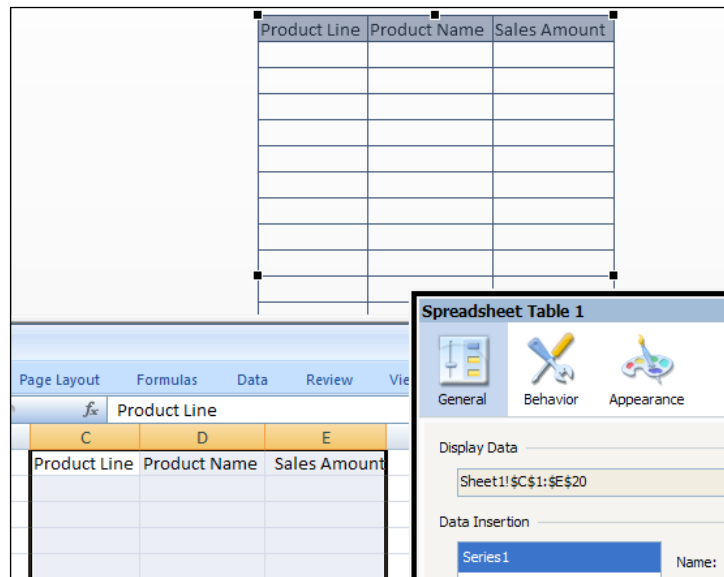 Product Line Product Name Sales Amount
Spreadsheet Table 1
General Behavior Appearance
Page Layout Formulas Data Review Vie
fx Product Line
C D E
Product Line Product Name Sales Amount
Display Data
Sheet1!$C$1:$E$20
Data Insertion
Series1
Name: